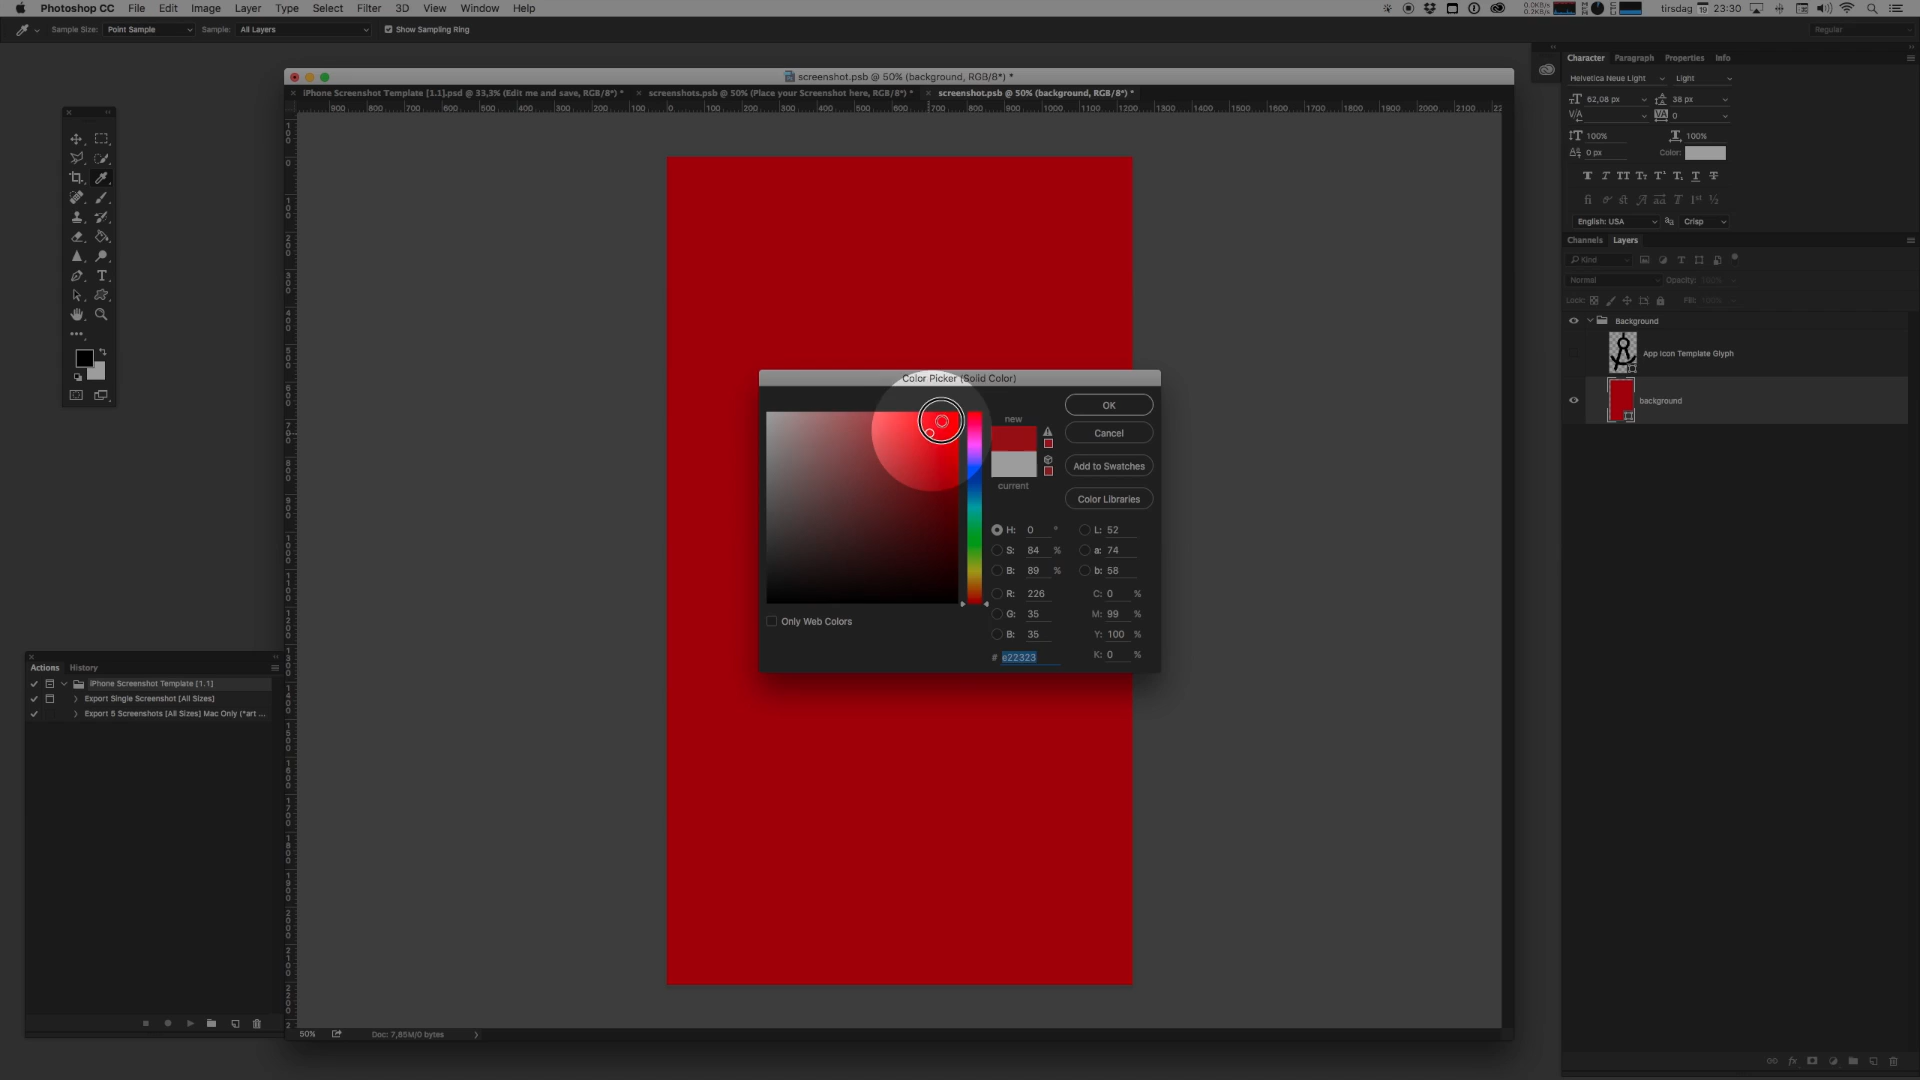 Photoshop CC File Edit Image Layer Type Select Filter 3D View Window Help
0.0KB/s
0.2KB/s
tirsdag 19 23:30
Sample Size: Point Sample Sample: All Layers Show Sampling Ring
Regular
screenshot.psb @ 50% (background, RGB/8*) *
iPhone Screenshot Template [1.1].psd @ 33,3% (Edit me and save, RGB/8*) *
screenshots.psb @ 50% (Place your Screenshot here, RGB/8*) *
screenshot.psb @ 50% (background, RGB/8*) *
900 800 700 600 500 400 300 200 100 0 100 200 300 400 500 600 700 800 900 1000 1100 1200 1300 1400 1500 1600 1700 1800 1900 2000 2100
Character Paragraph Properties Info
Helvetica Neue Light Light
62,08 px 38 px
0
100% 100%
0 px Color:
English: USA Crisp
Channels Layers
Kind
Normal Opacity: 100%
Lock: Fill: 100%
Background
App Icon Template Glyph
background
Color Picker (Solid Color)
new
current
OK
Cancel
Add to Swatches
Color Libraries
H: 0 °
S: 84 %
B: 89 %
R: 226
G: 35
B: 35
# e22323
L: 52
a: 74
b: 58
C: 0 %
M: 99 %
Y: 100 %
K: 0 %
Only Web Colors
Actions History
iPhone Screenshot Template [1.1]
Export Single Screenshot [All Sizes]
Export 5 Screenshots [All Sizes] Mac Only (*art ...
50% Doc: 7,85M/0 bytes